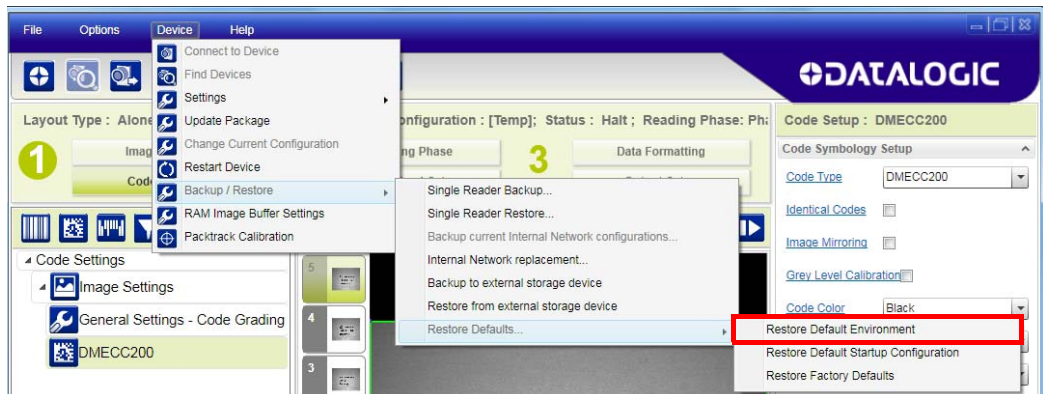 File Options Device Help
DATALOGIC
Connect to Device
Find Devices
Settings
Update Package
Change Current Configuration
Restart Device
Backup / Restore
RAM Image Buffer Settings
Packtrack Calibration
Layout Type : Alone
onfiguration : [Temp]; Status : Halt ; Reading Phase: Pha
1
Imag
Code
ng Phase
3
Data Formatting
Single Reader Backup...
Single Reader Restore...
Backup current Internal Network configurations...
Internal Network replacement...
Backup to external storage device
Restore from external storage device
Restore Defaults...
Restore Default Environment
Restore Default Startup Configuration
Restore Factory Defaults
Code Settings
Image Settings
General Settings - Code Grading
DMECC200
5
4
3
Code Setup : DMECC200
Code Symbology Setup
Code Type DMECC200
Identical Codes
Image Mirroring
Grey Level Calibration
Code Color Black